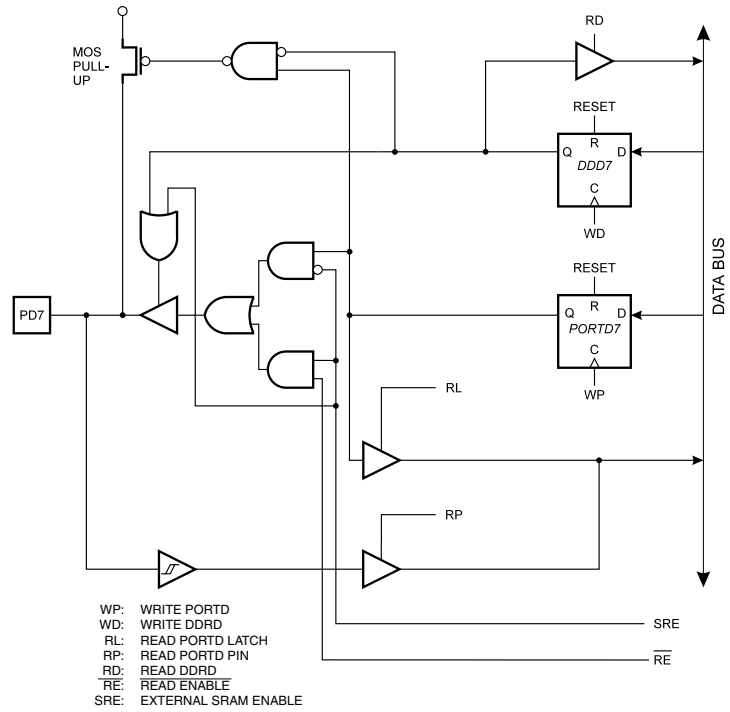 RD
MOS
PULL-
UP
RESET
R
Q D
DDD7
C
WD
RESET
R
PD7
Q D
PORTD7
C
WP
DATA BUS
RL
RP
WP: WRITE PORTD
WD: WRITE DDRD
RL: READ PORTD LATCH
RP: READ PORTD PIN
RD: READ DDRD
RE: READ ENABLE
SRE: EXTERNAL SRAM ENABLE
SRE
RE